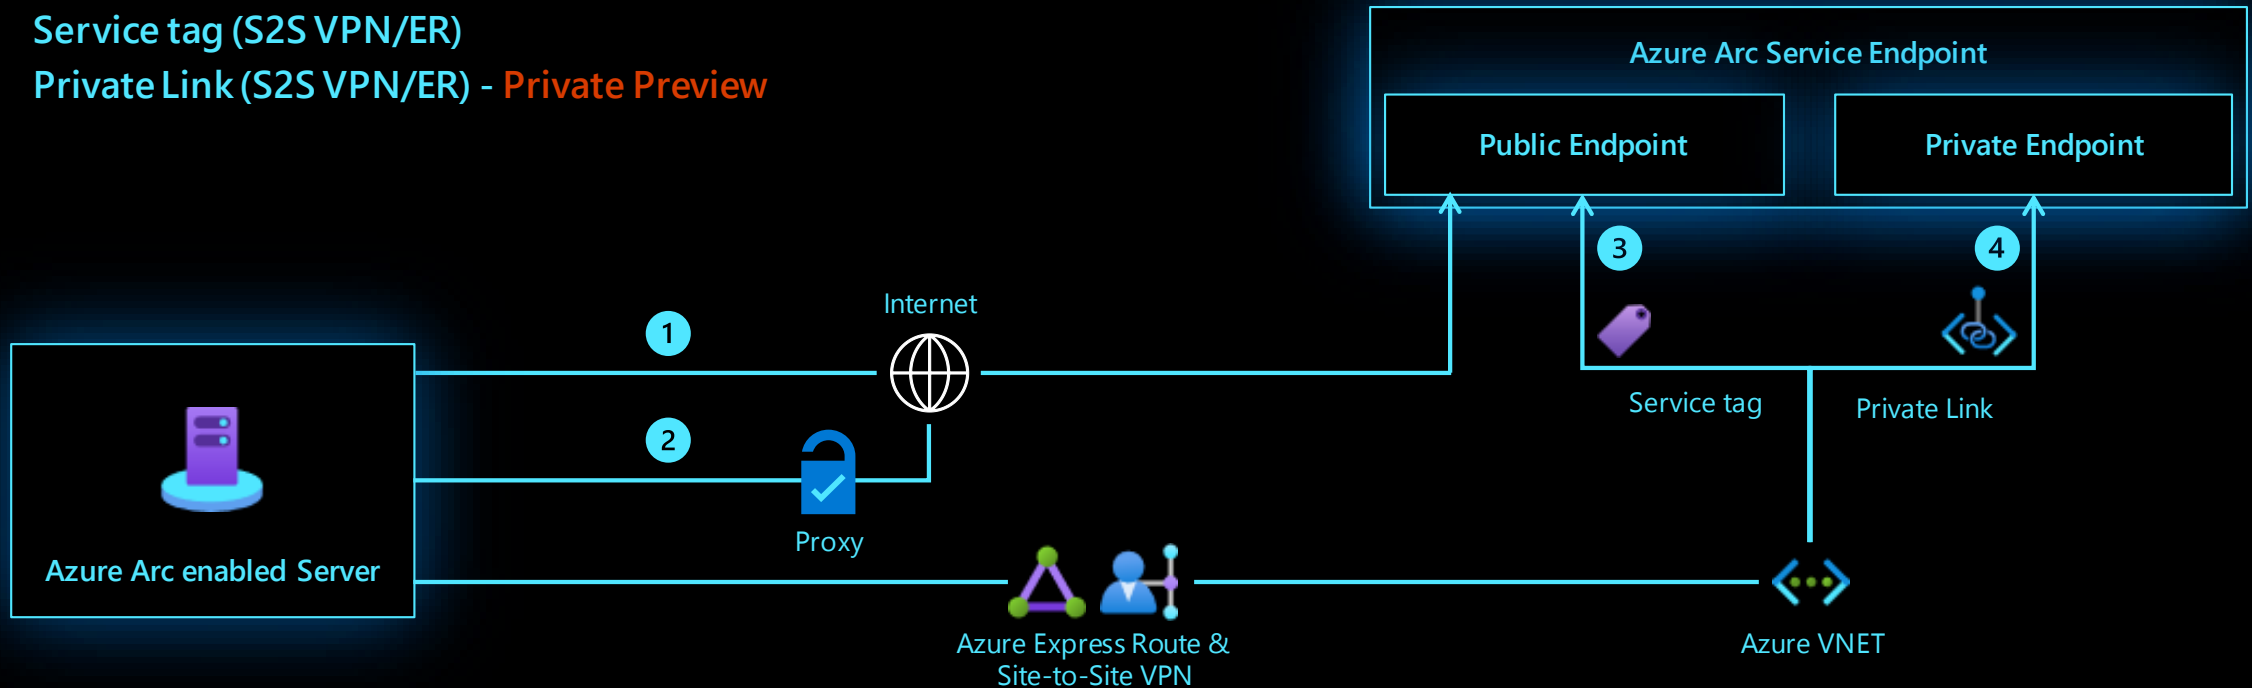 Service tag (S2S VPN/ER)
Private Link (S2S VPN/ER) - Private Preview
Azure Arc Service Endpoint
Public Endpoint
Private Endpoint
3
4
Internet
1
Service tag
Private Link
2
Proxy
Azure Arc enabled Server
Azure Express Route &
Site-to-Site VPN
Azure VNET